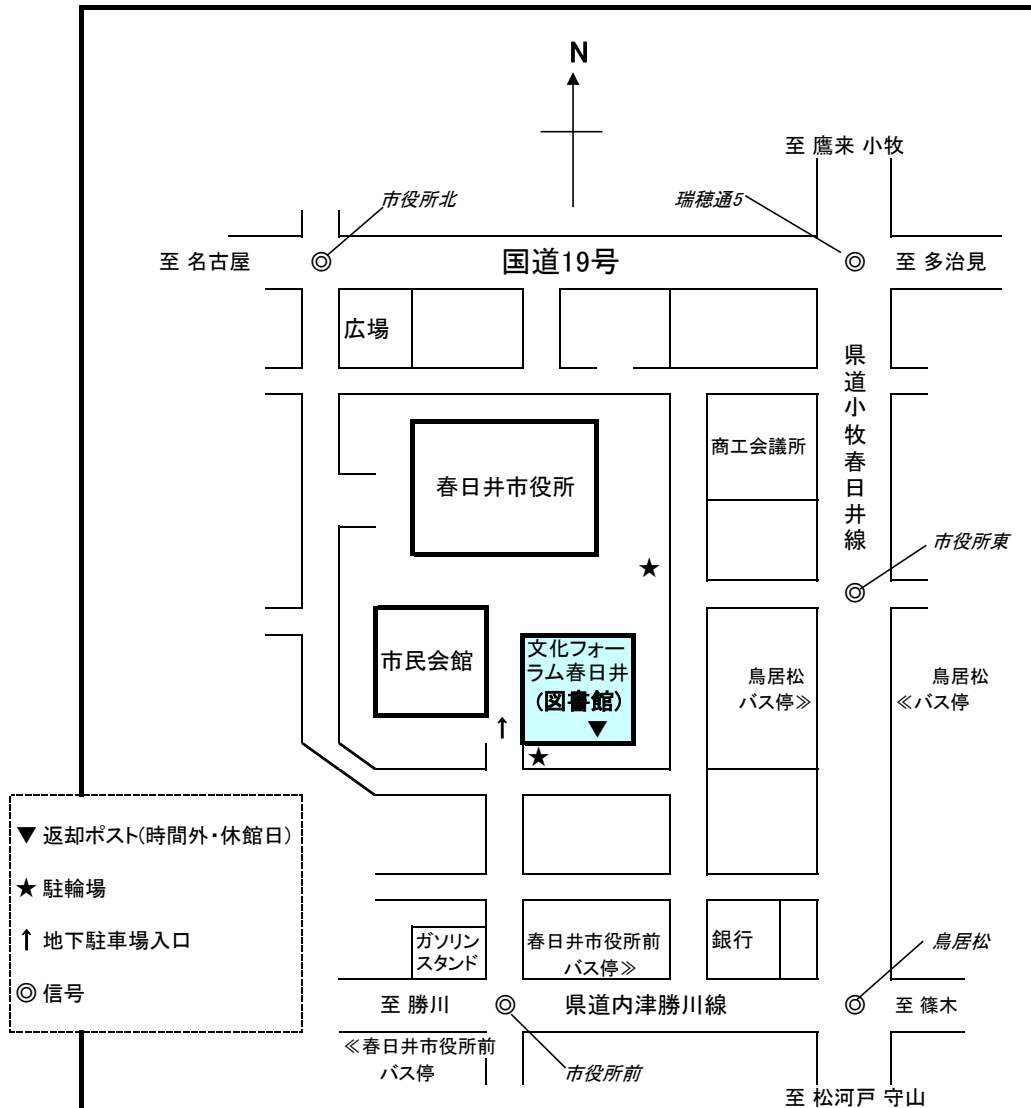 N
至 鷹来 小牧
市役所北
瑞穂通5
至 名古屋
◎
国道19号
◎
至 多治見
広場
県道小牧春日井線
商工会議所
春日井市役所
市役所東
★
◎
市民会館
文化フォー
ラム春日井
(図書館)
▼
↑
★
鳥居松
バス停≫
鳥居松
≪バス停
▼ 返却ポスト(時間外・休館日)
★ 駐輪場
↑ 地下駐車場入口
◎ 信号
ガソリン
スタンド
春日井市役所前
バス停≫
銀行
鳥居松
至 勝川
◎
県道内津勝川線
◎
至 篠木
≪春日井市役所前
バス停
市役所前
至 松河戸 守山